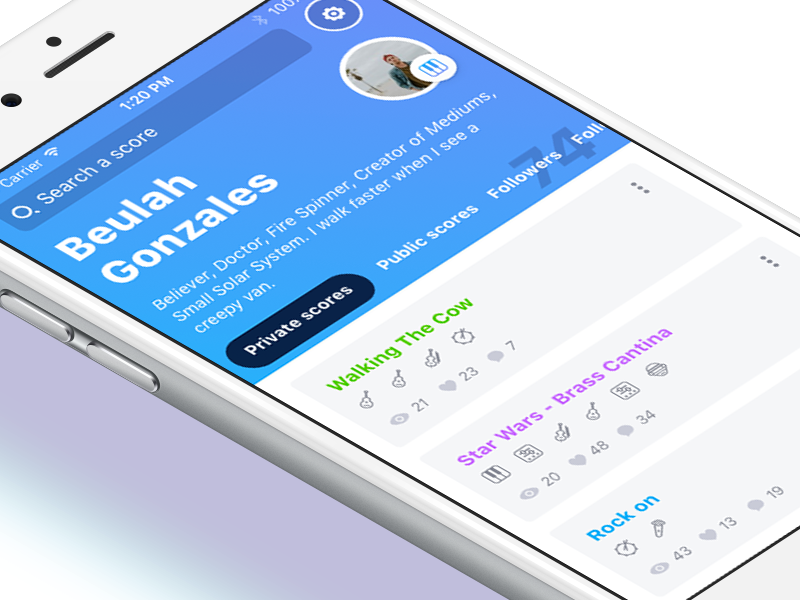 Carrier
1:20 PM
100%
Search a score
Beulah
Gonzales
Believer, Doctor, Fire Spinner, Creator of Mediums,
Small Solar System. I walk faster when I see a
creepy van.
74
Private scores
Public scores
Followers
Foll
Walking The Cow
21 23 7
Star Wars - Brass Cantina
20 48 34
Rock on
43 13 19